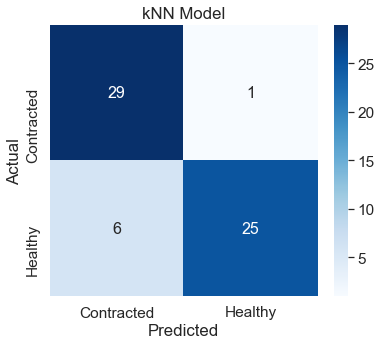 kNN Model
Actual
Contracted
Healthy
29
1
6
25
Contracted
Healthy
Predicted
25
20
15
10
5